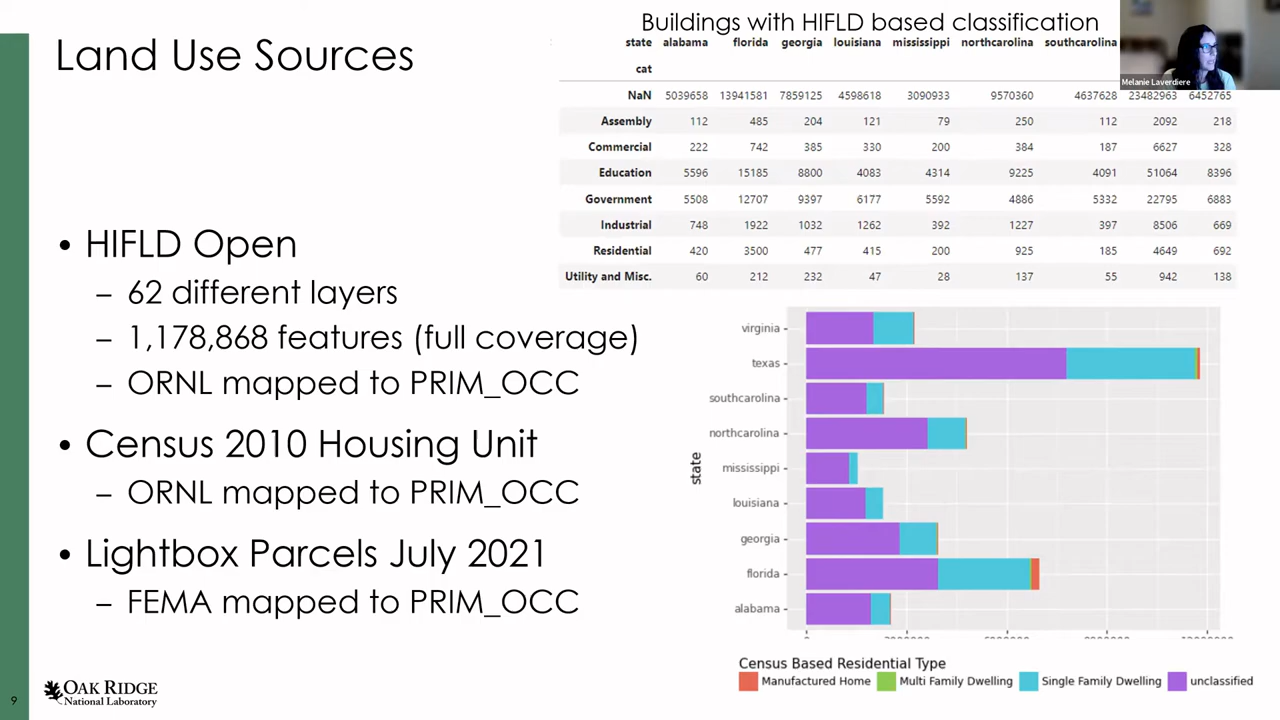 Buildings with HIFLD based classification
Land Use Sources
state alabama florida georgia louisiana mississippi northcarolina southcarolina
cat
Melanie Laverdiere
NaN 5039658 13941581 7859125 4598618 3090933 9570360 4637628 23482963 6452765
Assembly 112 485 204 121 79 250 112 2092 218
Commercial 222 742 385 330 200 384 187 6627 328
Education 5596 15185 8800 4083 4314 9225 4091 51064 8396
Government 5508 12707 9397 6177 5592 4886 5332 22795 6883
Industrial 748 1922 1032 1262 392 1227 397 8506 669
Residential 420 3500 477 415 200 925 185 4649 692
Utility and Misc. 60 212 232 47 28 137 55 942 138
• HIFLD Open
– 62 different layers
– 1,178,868 features (full coverage)
– ORNL mapped to PRIM_OCC
• Census 2010 Housing Unit
– ORNL mapped to PRIM_OCC
• Lightbox Parcels July 2021
– FEMA mapped to PRIM_OCC
state
virginia
texas
southcarolina
northcarolina
mississippi
louisiana
georgia
florida
alabama
Census Based Residential Type
Manufactured Home Multi Family Dwelling Single Family Dwelling unclassified
9
OAK RIDGE
National Laboratory